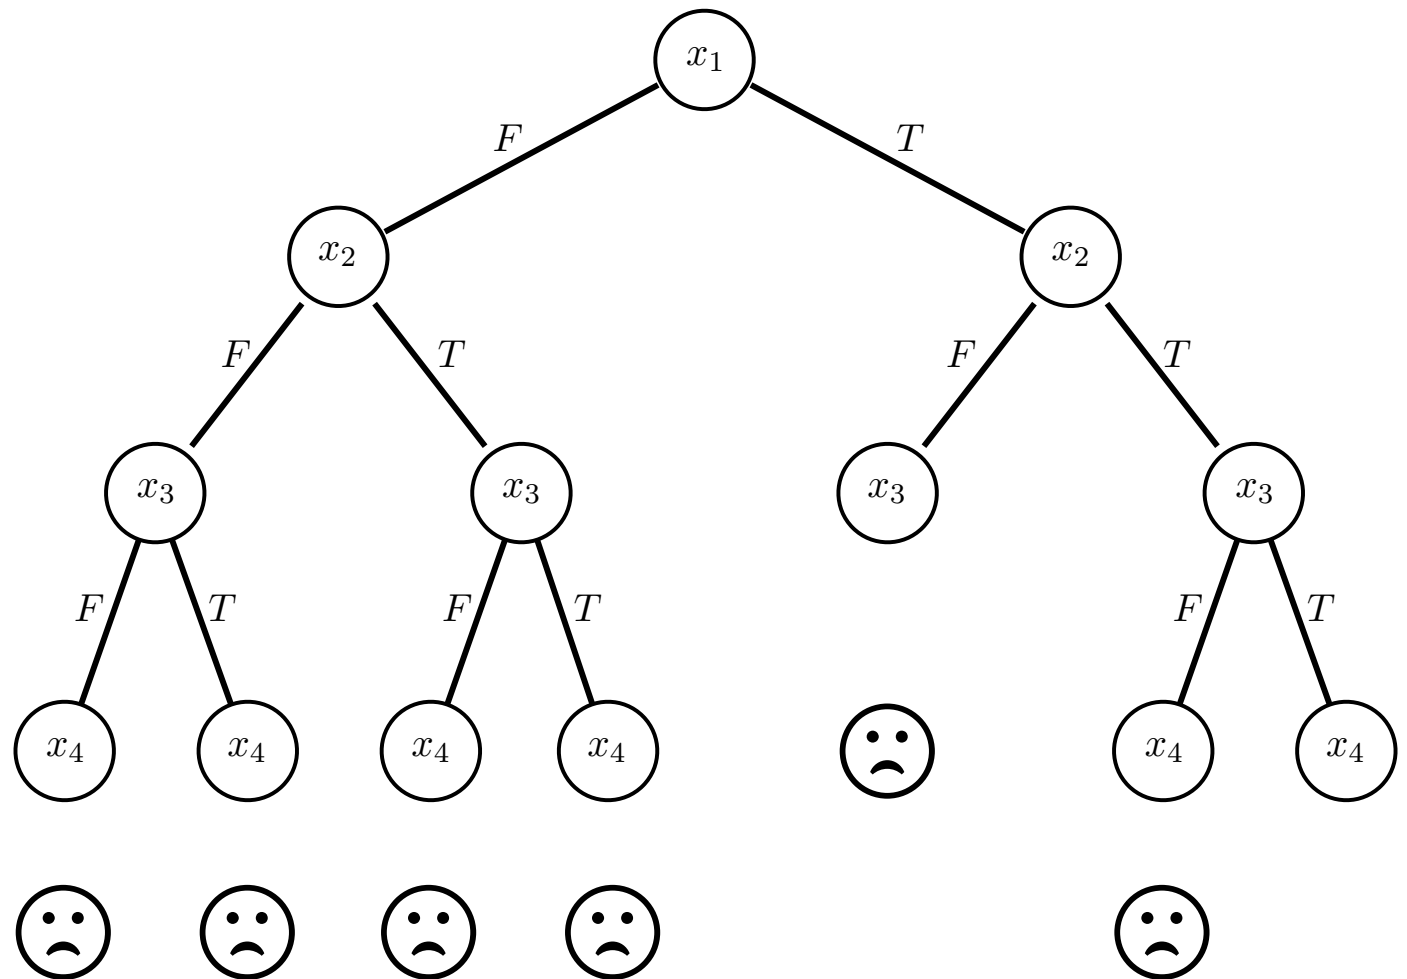 x₁
F T
x₂ x₂
F T F T
x₃ x₃ x₃ x₃
F T F T F T
x₄ x₄ x₄ x₄ x₄ x₄